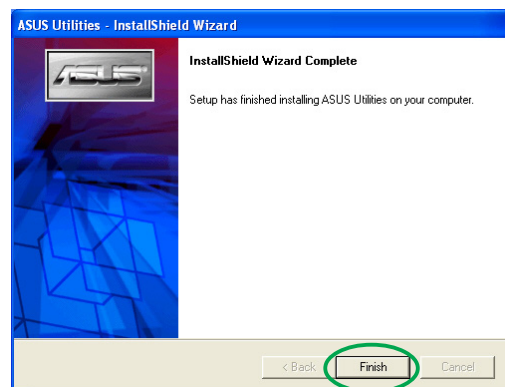 ASUS Utilities - InstallShield Wizard
ASUS
InstallShield Wizard Complete
Setup has finished installing ASUS Utilities on your computer.
< Back
Finish
Cancel